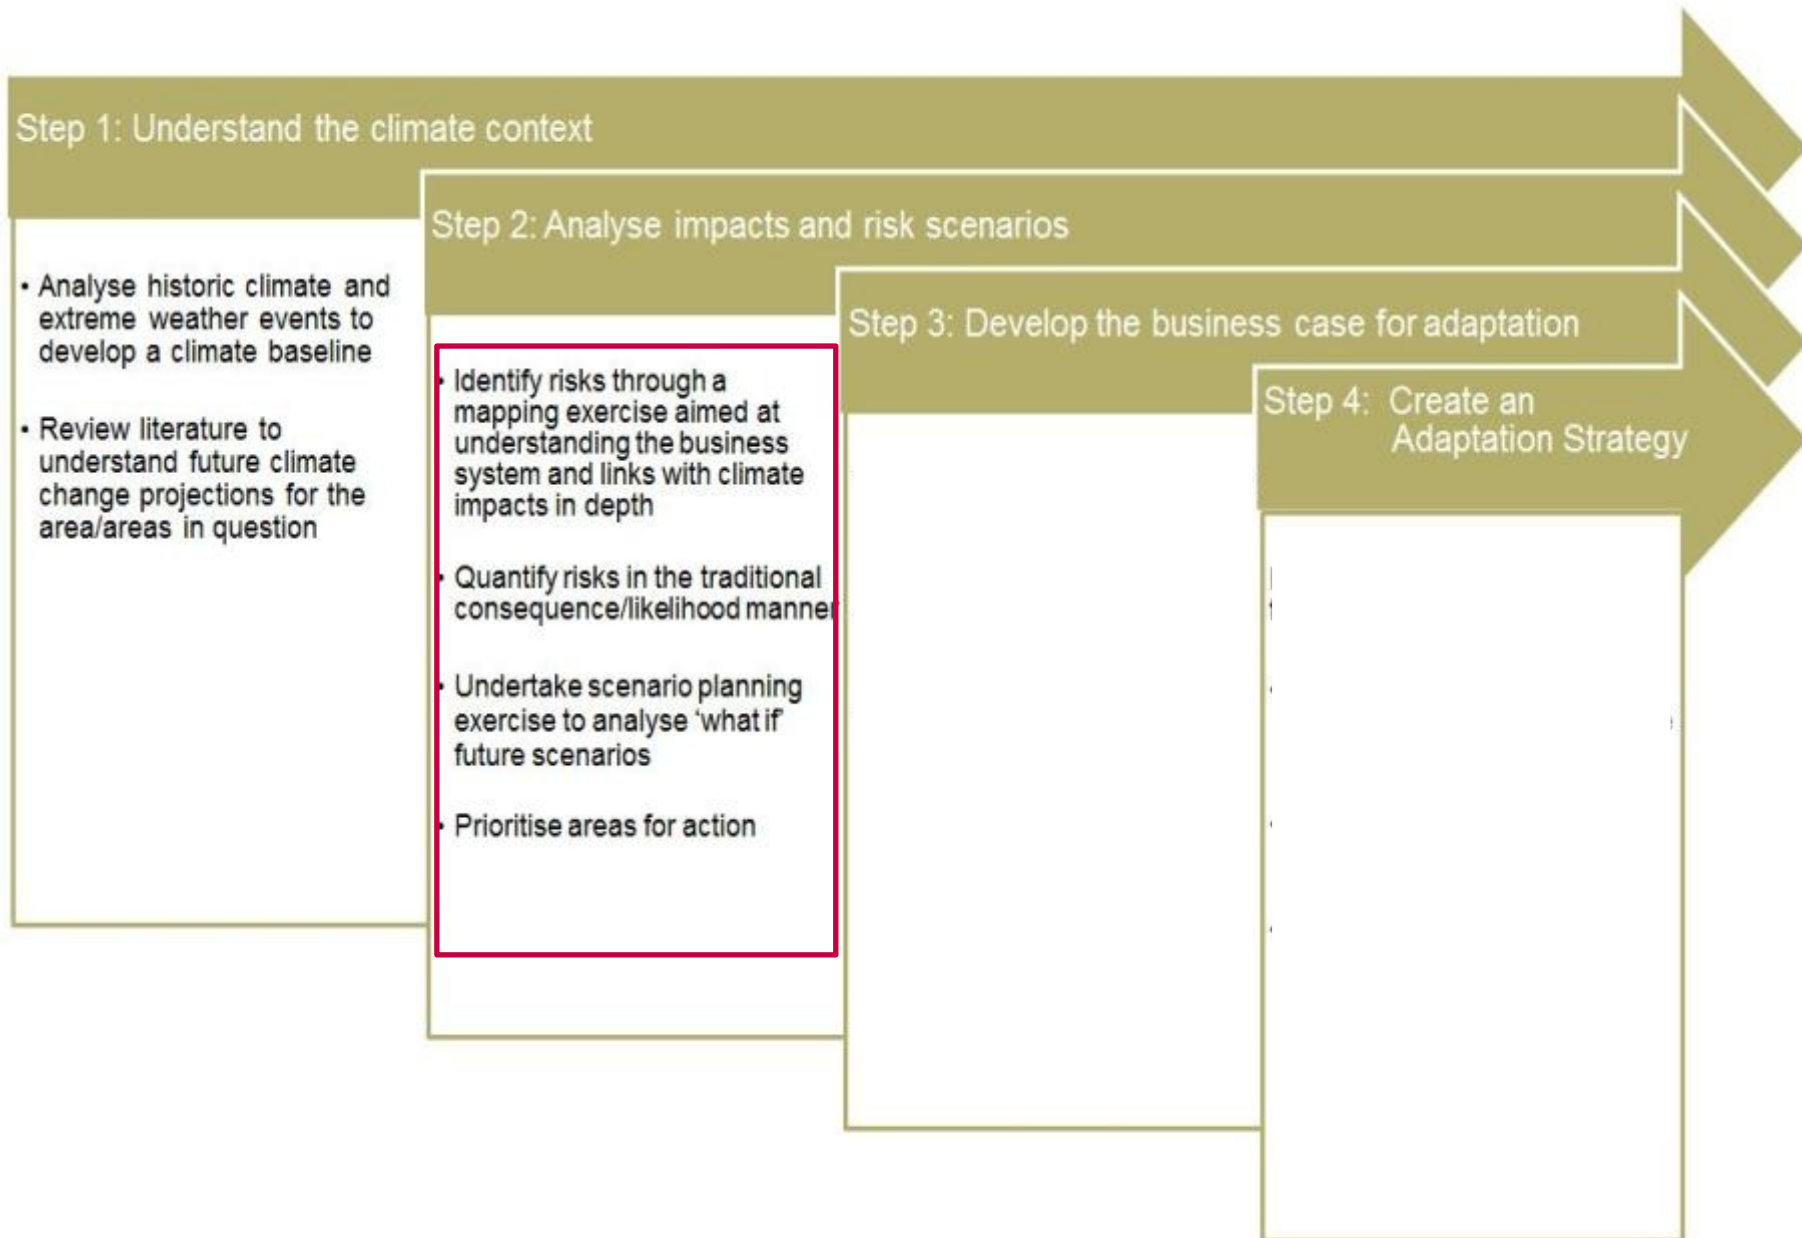 Step 1: Understand the climate context
• Analyse historic climate and
extreme weather events to
develop a climate baseline
• Review literature to
understand future climate
change projections for the
area/areas in question
Step 2: Analyse impacts and risk scenarios
• Identify risks through a
mapping exercise aimed at
understanding the business
system and links with climate
impacts in depth
• Quantify risks in the traditional
consequence/likelihood manner
• Undertake scenario planning
exercise to analyse ‘what if’
future scenarios
• Prioritise areas for action
Step 3: Develop the business case for adaptation
Step 4: Create an
Adaptation Strategy